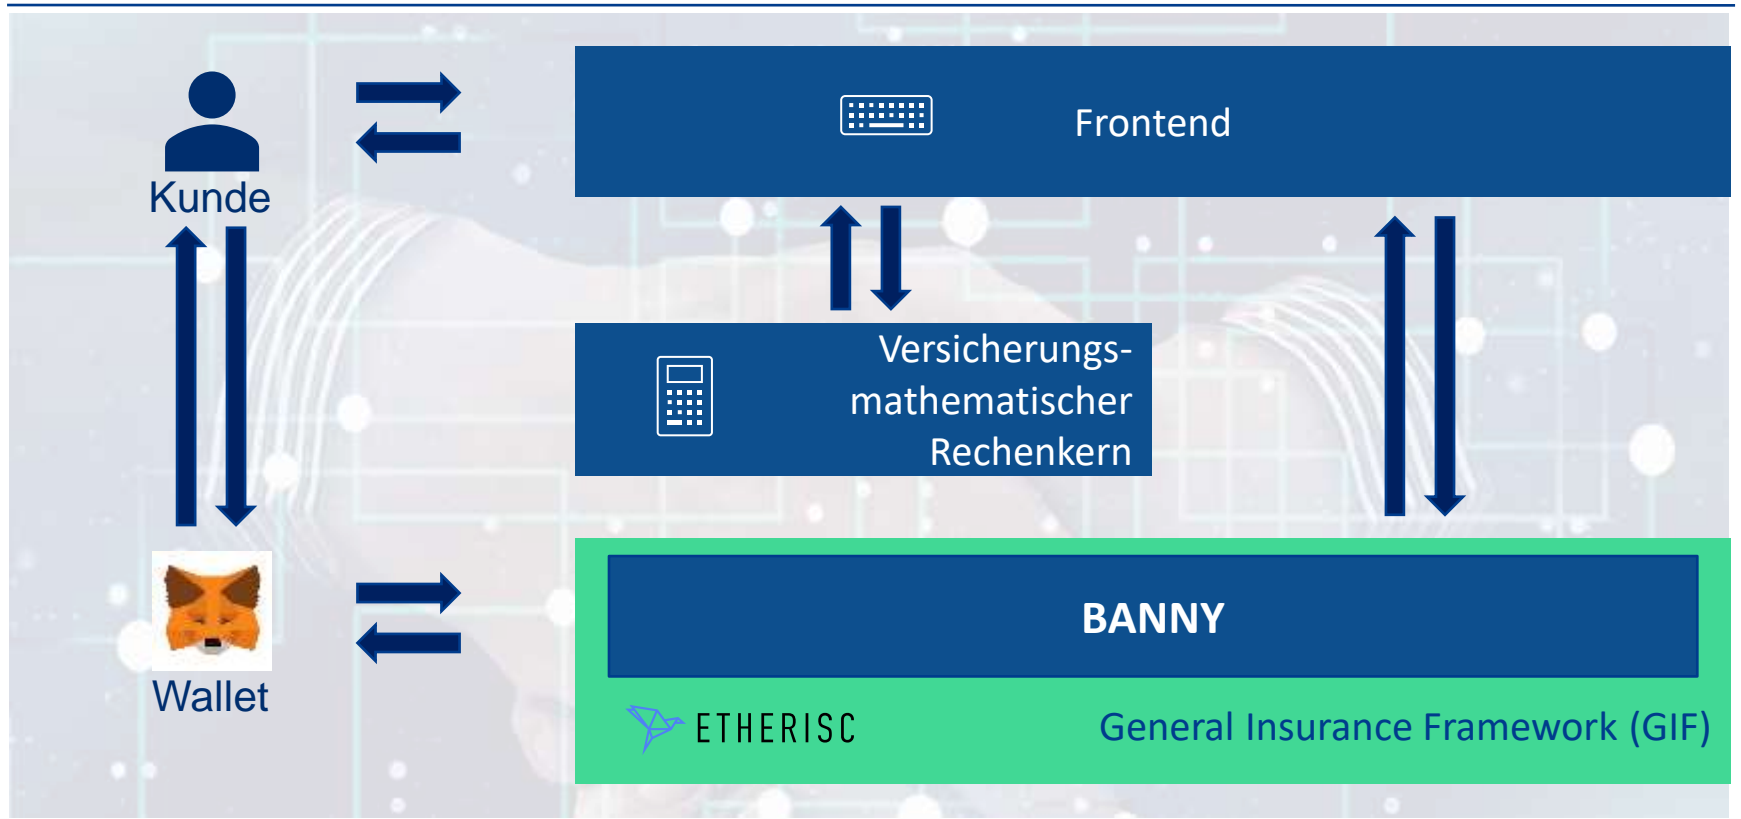 Kunde
Frontend
Versicherungs-
mathematischer
Rechenkern
Wallet
BANNY
ETHERISC
General Insurance Framework (GIF)